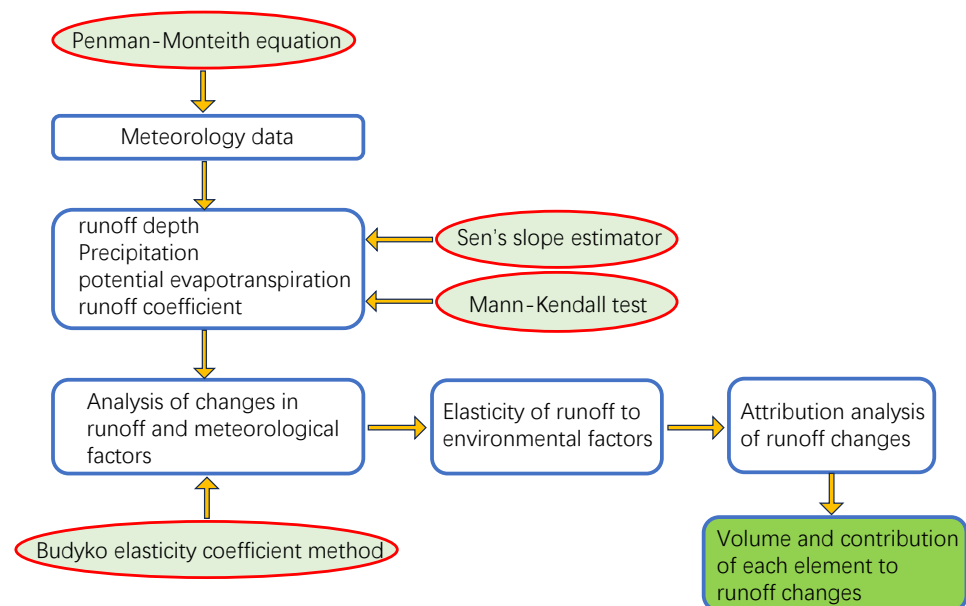 Penman-Monteith equation
Meteorology data
runoff depth
Precipitation
potential evapotranspiration
runoff coefficient
Sen's slope estimator
Mann-Kendall test
Analysis of changes in
runoff and meteorological
factors
Elasticity of runoff to
environmental factors
Attribution analysis
of runoff changes
Budyko elasticity coefficient method
Volume and contribution
of each element to
runoff changes